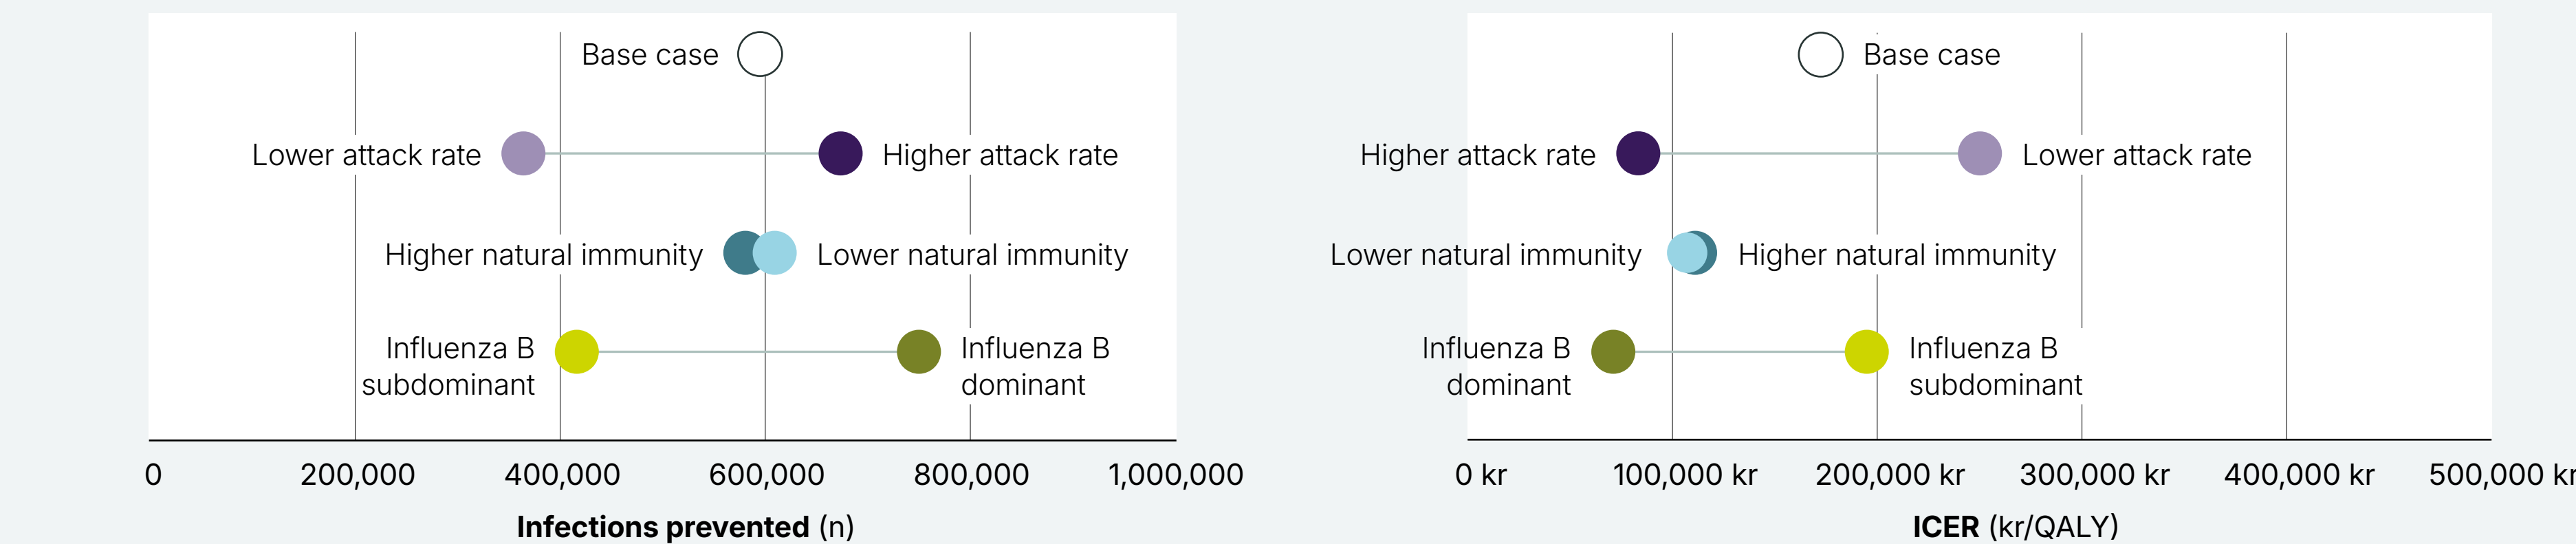 Base case
Lower attack rate
Higher attack rate
Higher natural immunity
Lower natural immunity
Influenza B
subdominant
Influenza B
dominant
0
200,000
400,000
600,000
800,000
1,000,000
Infections prevented (n)
Base case
Higher attack rate
Lower attack rate
Lower natural immunity
Higher natural immunity
Influenza B
dominant
Influenza B
subdominant
0 kr
100,000 kr
200,000 kr
300,000 kr
400,000 kr
500,000 kr
ICER (kr/QALY)